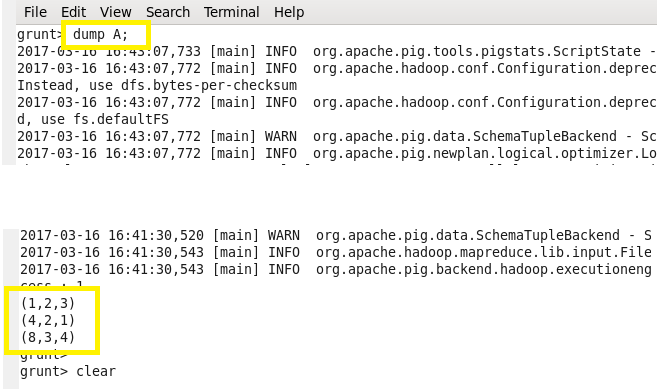 File Edit View Search Terminal Help
grunt> dump A;
2017-03-16 16:43:07,733 [main] INFO org.apache.pig.tools.pigstats.ScriptState -
2017-03-16 16:43:07,772 [main] INFO org.apache.hadoop.conf.Configuration.deprec
Instead, use dfs.bytes-per-checksum
2017-03-16 16:43:07,772 [main] INFO org.apache.hadoop.conf.Configuration.deprec
d, use fs.defaultFS
2017-03-16 16:43:07,772 [main] WARN org.apache.pig.data.SchemaTupleBackend - Sc
2017-03-16 16:43:07,772 [main] INFO org.apache.pig.newplan.logical.optimizer.Lo
2017-03-16 16:41:30,520 [main] WARN org.apache.pig.data.SchemaTupleBackend - S
2017-03-16 16:41:30,543 [main] INFO org.apache.hadoop.mapreduce.lib.input.File
2017-03-16 16:41:30,543 [main] INFO org.apache.pig.backend.hadoop.executioneng
cess : 1
(1,2,3)
(4,2,1)
(8,3,4)
grunt>
grunt> clear